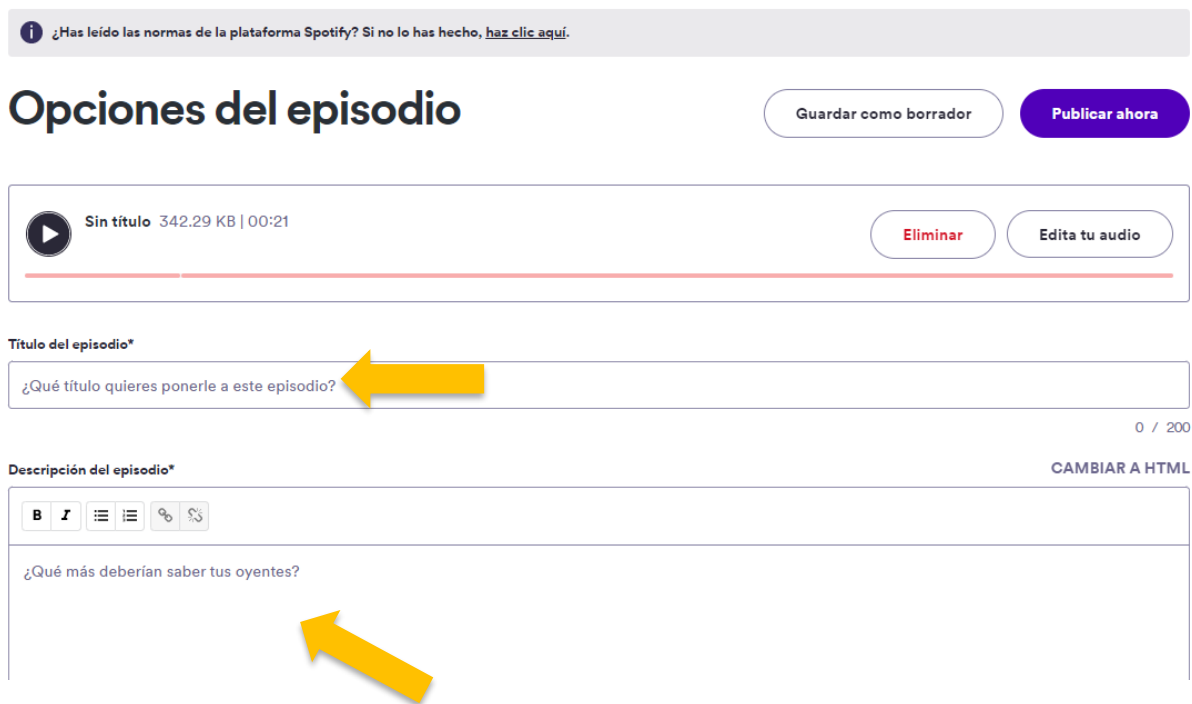 ¿Has leído las normas de la plataforma Spotify? Si no lo has hecho, haz clic aquí.
Opciones del episodio
Guardar como borrador
Publicar ahora
Sin título 342.29 KB | 00:21
Eliminar
Edita tu audio
Título del episodio*
¿Qué título quieres ponerle a este episodio?
0 / 200
Descripción del episodio*
CAMBIAR A HTML
B I
¿Qué más deberían saber tus oyentes?